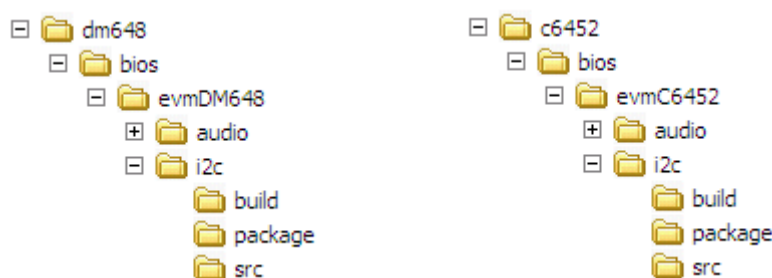 dm648
bios
evmDM648
audio
i2c
build
package
src
c6452
bios
evmC6452
audio
i2c
build
package
src